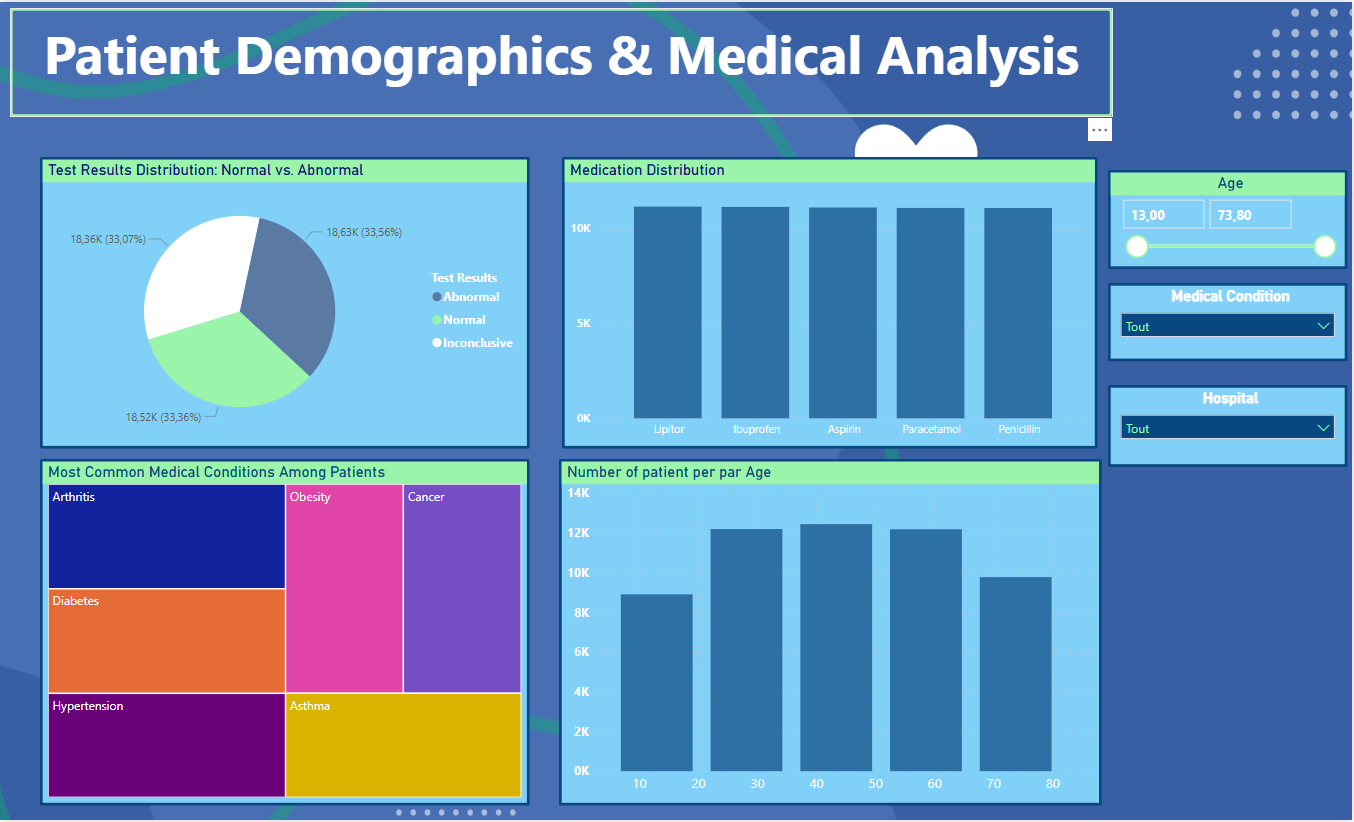 Patient Demographics & Medical Analysis
Test Results Distribution: Normal vs. Abnormal
18,36K (33,07%)
18,63K (33,56%)
18,52K (33,36%)
Test Results
Abnormal
Normal
Inconclusive
Medication Distribution
10K
5K
0K
Lipitor
Ibuprofen
Aspirin
Paracetamol
Penicillin
Age
13,00
73,80
Medical Condition
Tout
Hospital
Tout
Most Common Medical Conditions Among Patients
Arthritis
Obesity
Cancer
Diabetes
Hypertension
Asthma
Number of patient per par Age
14K
12K
10K
8K
6K
4K
2K
0K
10
20
30
40
50
60
70
80